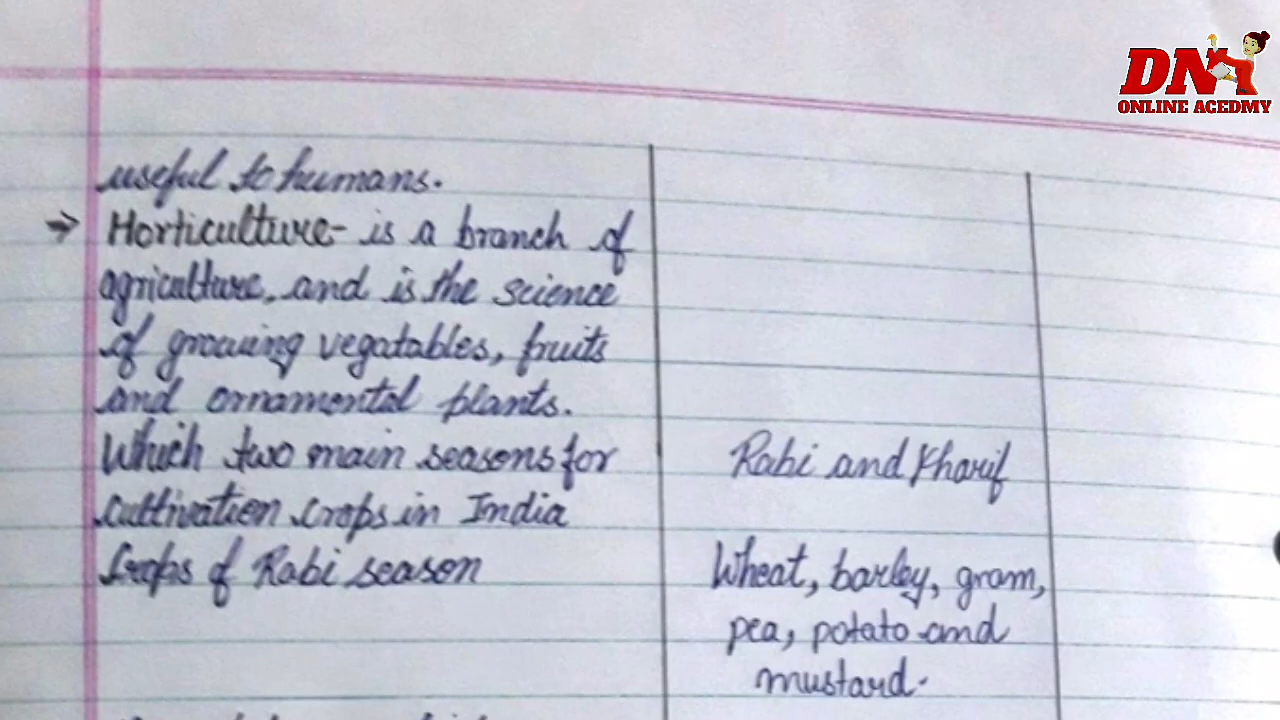 DNA
ONLINE ACEDMY
useful to humans.
→ Horticulture- is a branch of
agriculture, and is the science
of growing vegatables, fruits
and ornamental plants.
Which two main seasons for
cultivation crops in India
Rabi and Kharif
Crops of Rabi season
Wheat, barley, gram,
pea, potato and
mustard.